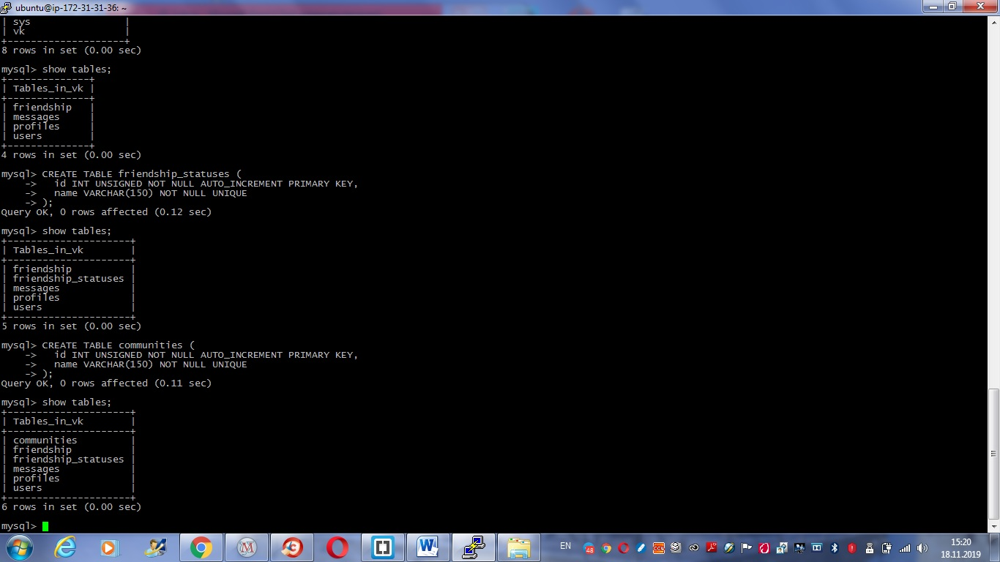 ubuntu@ip-172-31-31-36: ~
| sys                |
| vk                 |
+--------------------+
8 rows in set (0.00 sec)
mysql> show tables;
+--------------+
| Tables_in_vk |
+--------------+
| friendship   |
| messages     |
| profiles     |
| users        |
+--------------+
4 rows in set (0.00 sec)
mysql> CREATE TABLE friendship_statuses (
    ->   id INT UNSIGNED NOT NULL AUTO_INCREMENT PRIMARY KEY,
    ->   name VARCHAR(150) NOT NULL UNIQUE
    -> );
Query OK, 0 rows affected (0.12 sec)
mysql> show tables;
+---------------------+
| Tables_in_vk        |
+---------------------+
| friendship          |
| friendship_statuses |
| messages            |
| profiles            |
| users               |
+---------------------+
5 rows in set (0.00 sec)
mysql> CREATE TABLE communities (
    ->   id INT UNSIGNED NOT NULL AUTO_INCREMENT PRIMARY KEY,
    ->   name VARCHAR(150) NOT NULL UNIQUE
    -> );
Query OK, 0 rows affected (0.11 sec)
mysql> show tables;
+---------------------+
| Tables_in_vk        |
+---------------------+
| communities         |
| friendship          |
| friendship_statuses |
| messages            |
| profiles            |
| users               |
+---------------------+
6 rows in set (0.00 sec)
mysql>
EN
48
15:20
18.11.2019